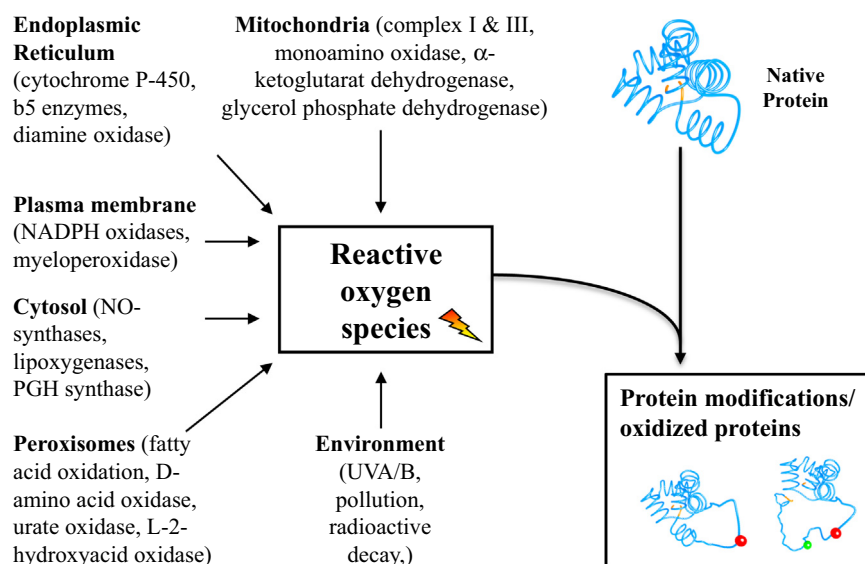 Endoplasmic
Reticulum
(cytochrome P-450,
b5 enzymes,
diamine oxidase)
Mitochondria (complex I & III,
monoamino oxidase, α-
ketoglutarat dehydrogenase,
glycerol phosphate dehydrogenase)
Native
Protein
Plasma membrane
(NADPH oxidases,
myeloperoxidase)
Reactive
oxygen
species
Cytosol (NO-
synthases,
lipoxygenases,
PGH synthase)
Peroxisomes (fatty
acid oxidation, D-
amino acid oxidase,
urate oxidase, L-2-
hydroxyacid oxidase)
Environment
(UVA/B,
pollution,
radioactive
decay,)
Protein modifications/
oxidized proteins